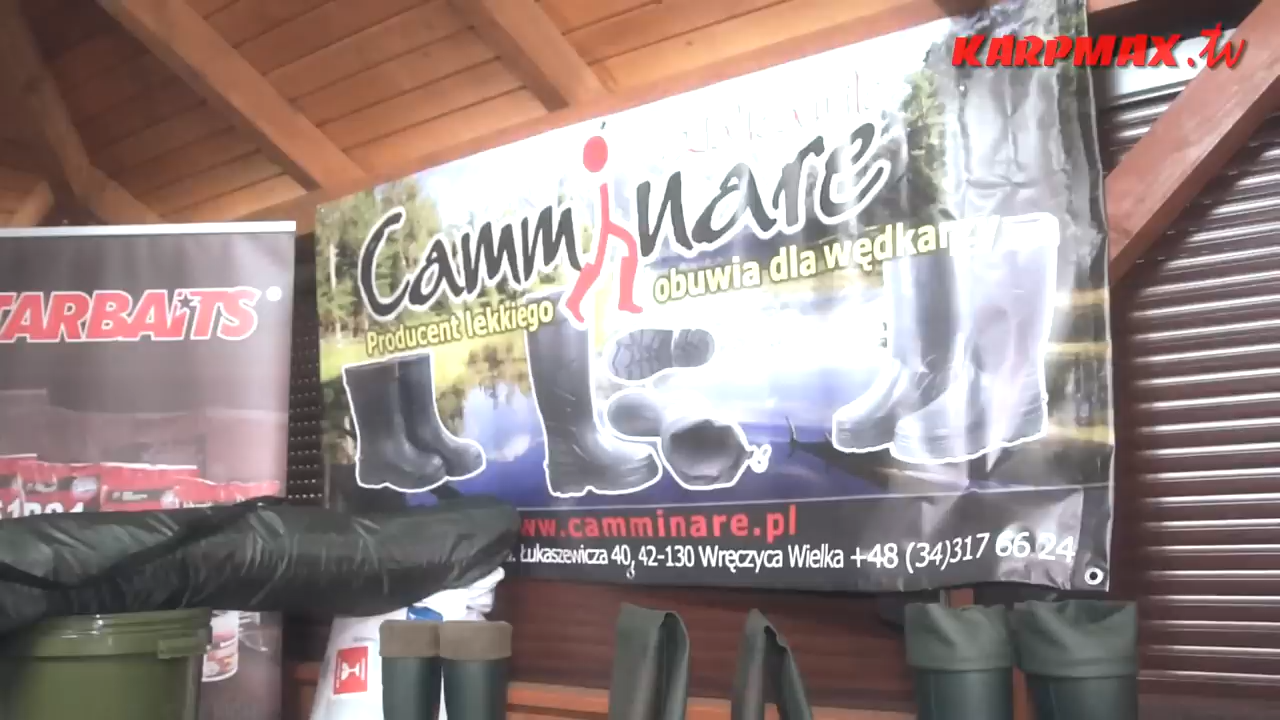 KARPMAX.tv
Camminare
Producent lekkiego obuwia dla wędkarzy
TARBAITS
www.camminare.pl
Łukaszewicza 40, 42-130 Wręczyca Wielka +48 (34)317 66 24